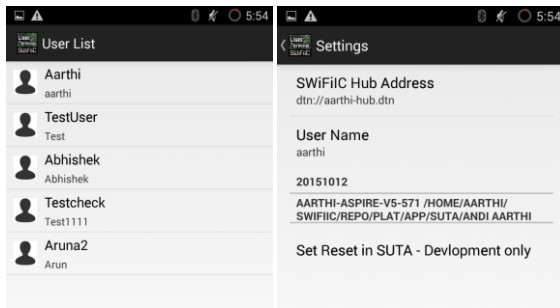 5:54
User List
Aarthi
aarthi
TestUser
Test
Abhishek
Abhishek
Testcheck
Test1111
Aruna2
Arun
5:54
Settings
SWiFiIC Hub Address
dtn://aarthi-hub.dtn
User Name
aarthi
20151012
AARTHI-ASPIRE-V5-571 /HOME/AARTHI/
SWIFIIC/REPO/PLAT/APP/SUTA/ANDI AARTHI
Set Reset in SUTA - Devlopment only